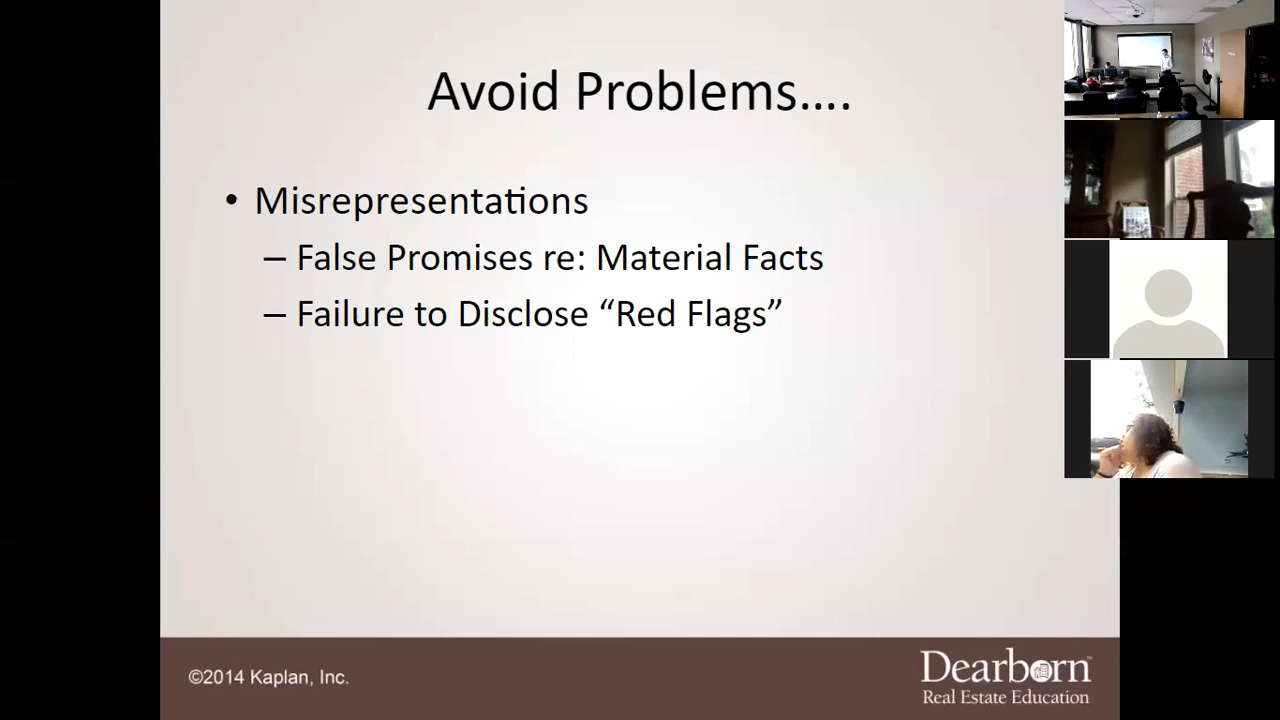 Avoid Problems....
• Misrepresentations
– False Promises re: Material Facts
– Failure to Disclose “Red Flags”
©2014 Kaplan, Inc.
Dearborn™
Real Estate Education